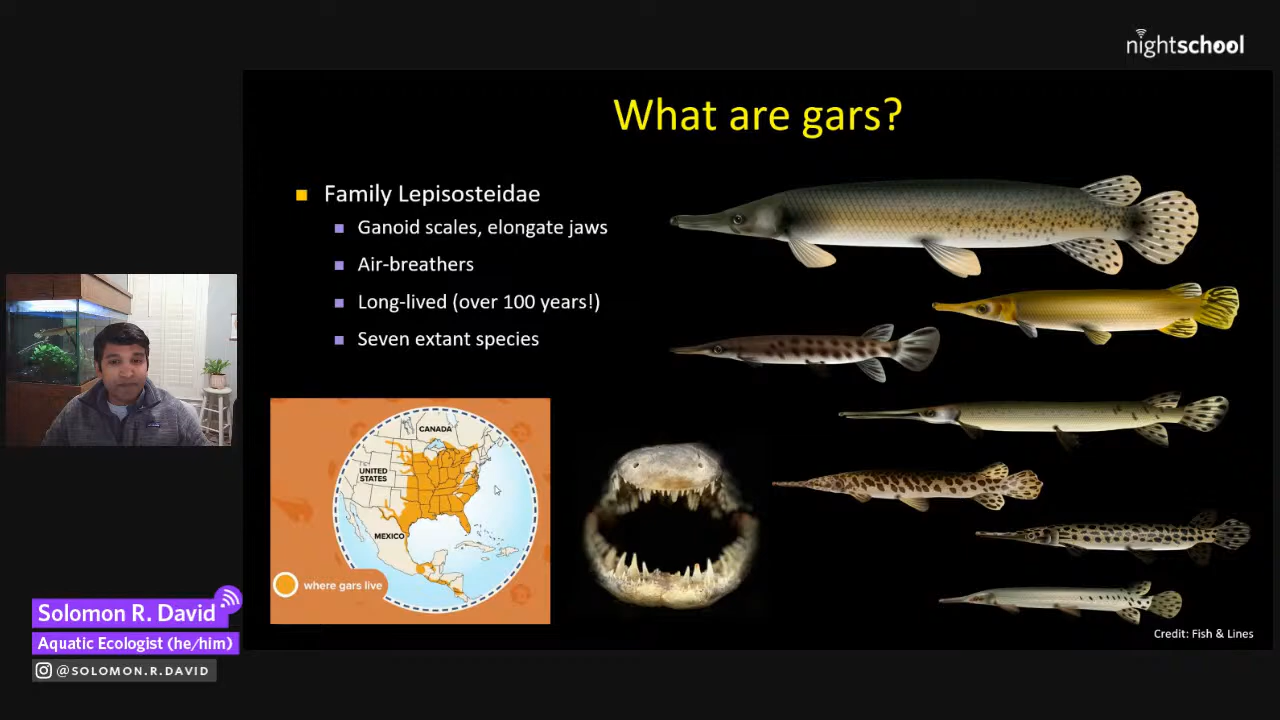 nightschool
What are gars?
Family Lepisosteidae
Ganoid scales, elongate jaws
Air-breathers
Long-lived (over 100 years!)
Seven extant species
CANADA
UNITED
STATES
MEXICO
where gars live
Credit: Fish & Lines
Solomon R. David
Aquatic Ecologist (he/him)
@SOLOMON.R.DAVID